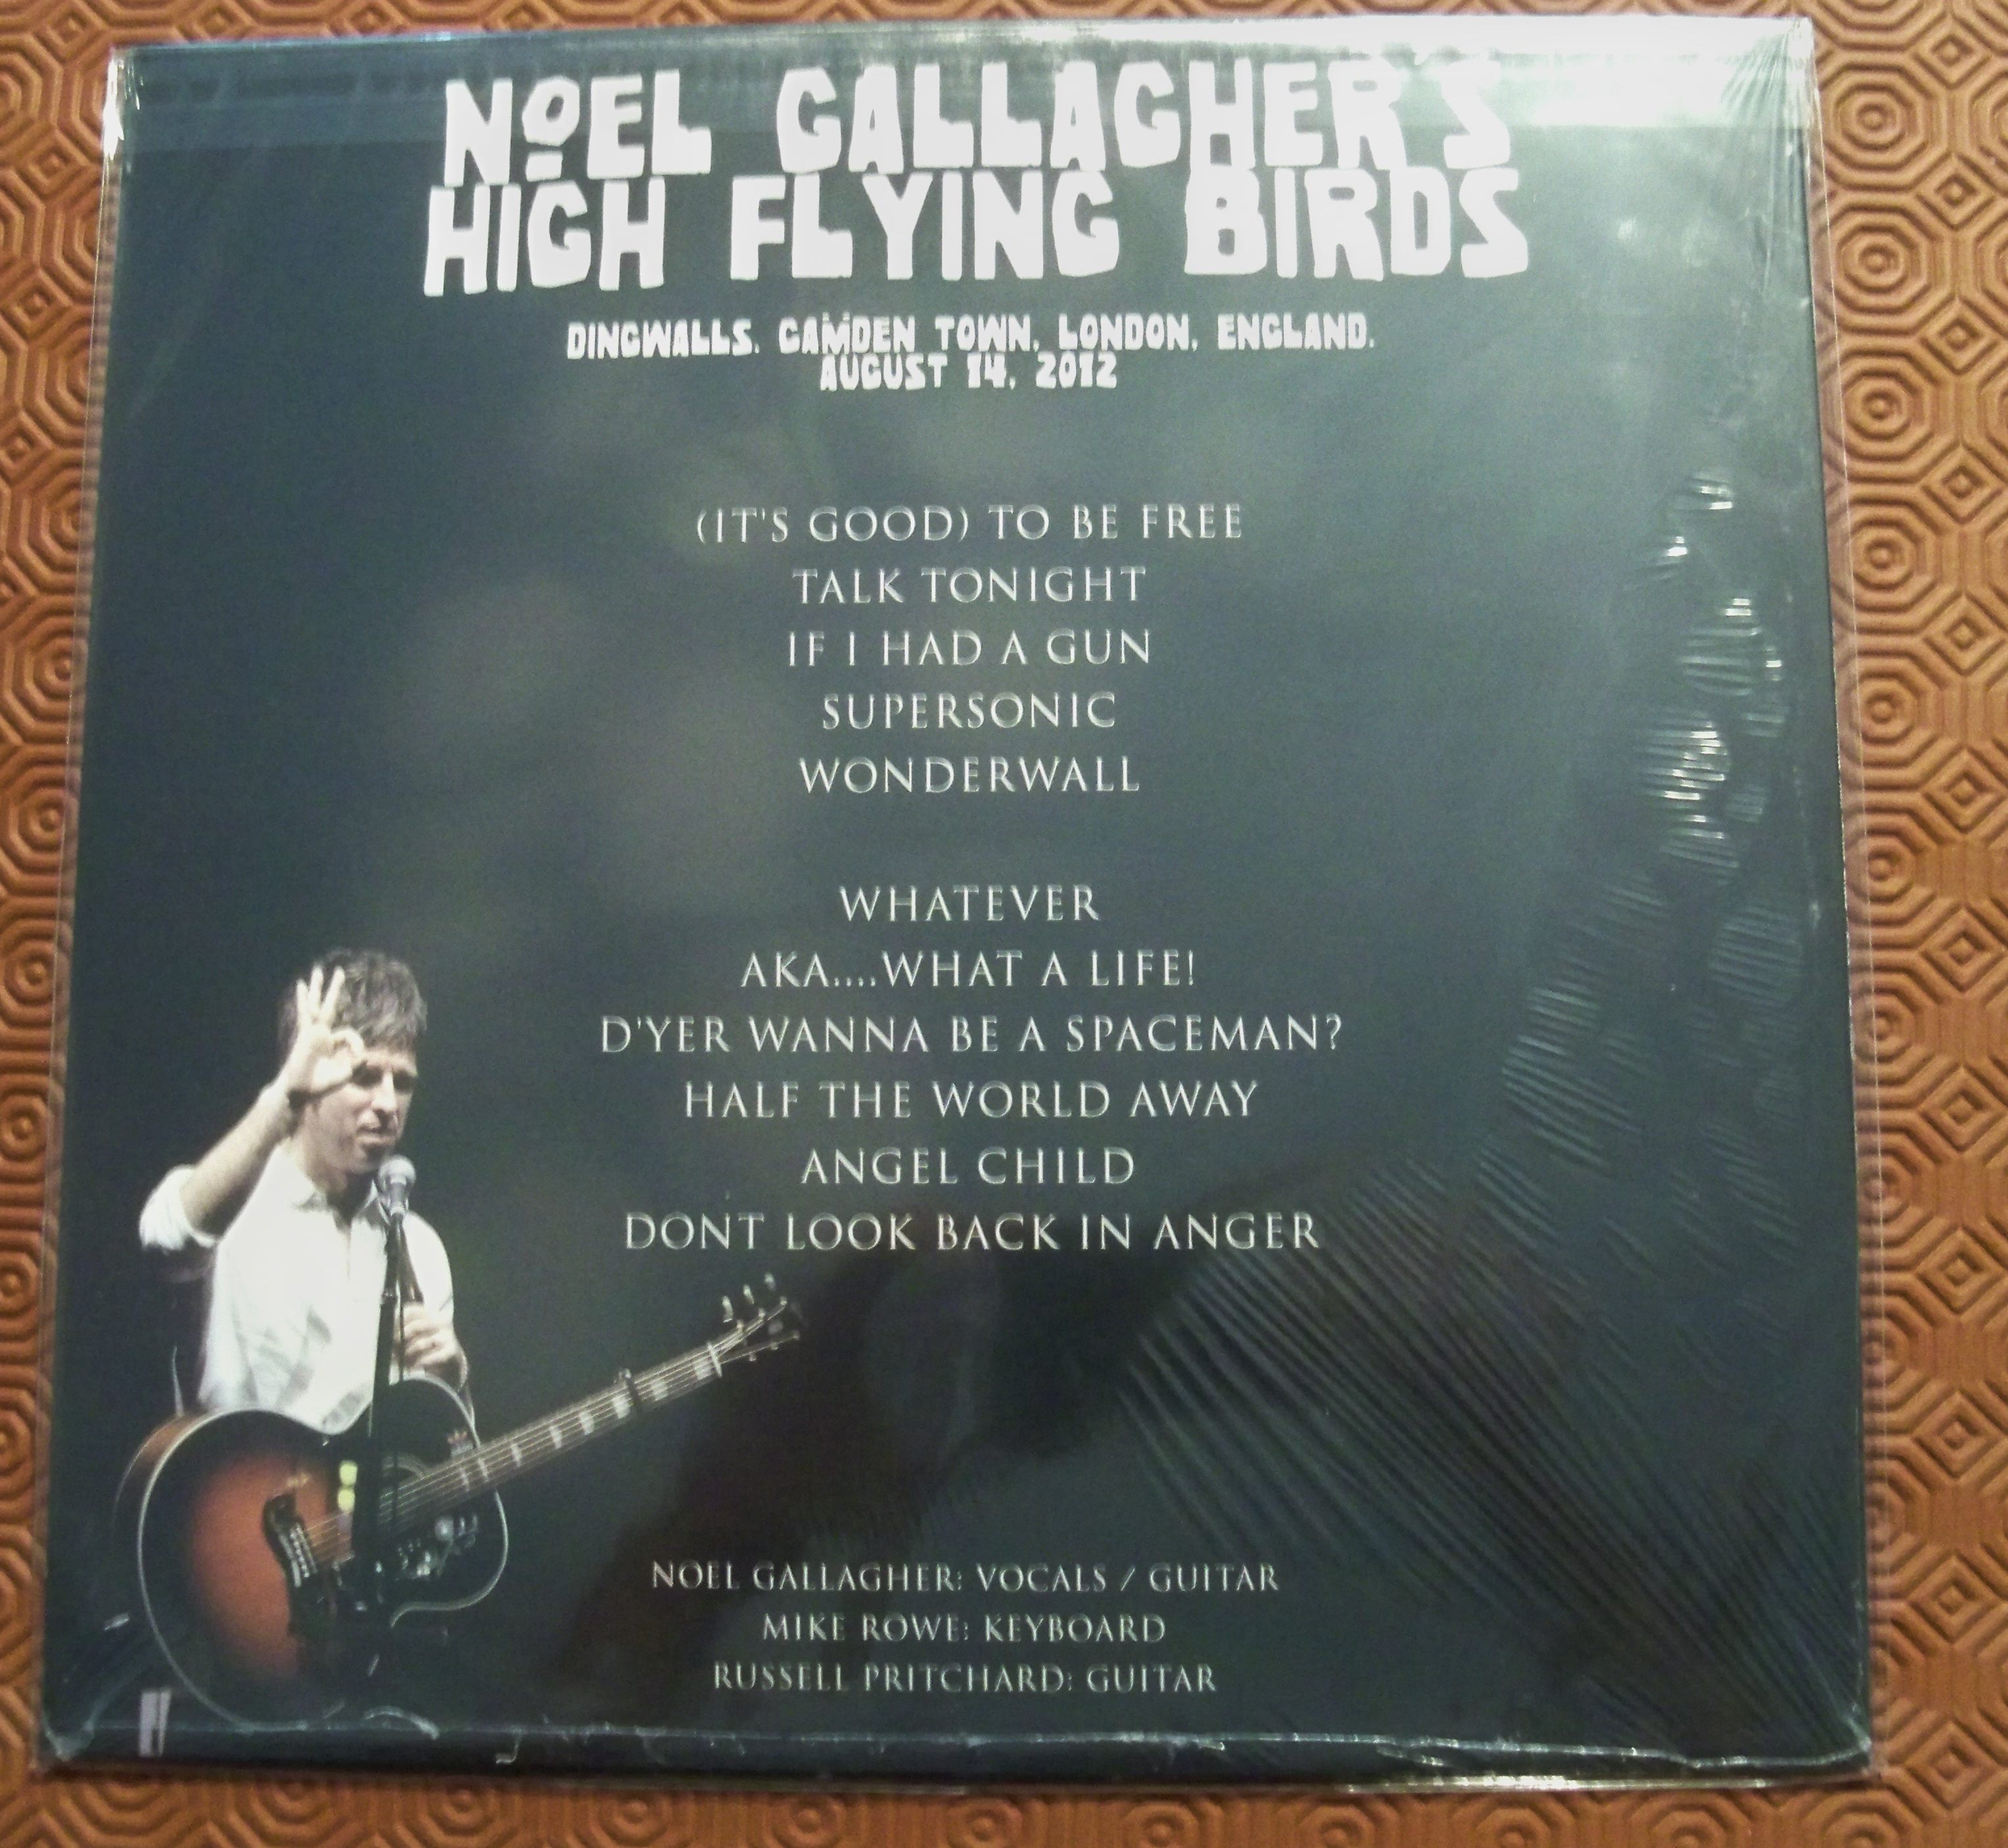 NOEL GALLAGHER'S
HIGH FLYING BIRDS
DINGWALLS. CAMDEN TOWN, LONDON, ENGLAND.
AUGUST 14, 2012
(IT'S GOOD) TO BE FREE
TALK TONIGHT
IF I HAD A GUN
SUPERSONIC
WONDERWALL
WHATEVER
AKA....WHAT A LIFE!
D'YER WANNA BE A SPACEMAN?
HALF THE WORLD AWAY
ANGEL CHILD
DONT LOOK BACK IN ANGER
NOEL GALLAGHER: VOCALS / GUITAR
MIKE ROWE: KEYBOARD
RUSSELL PRITCHARD: GUITAR